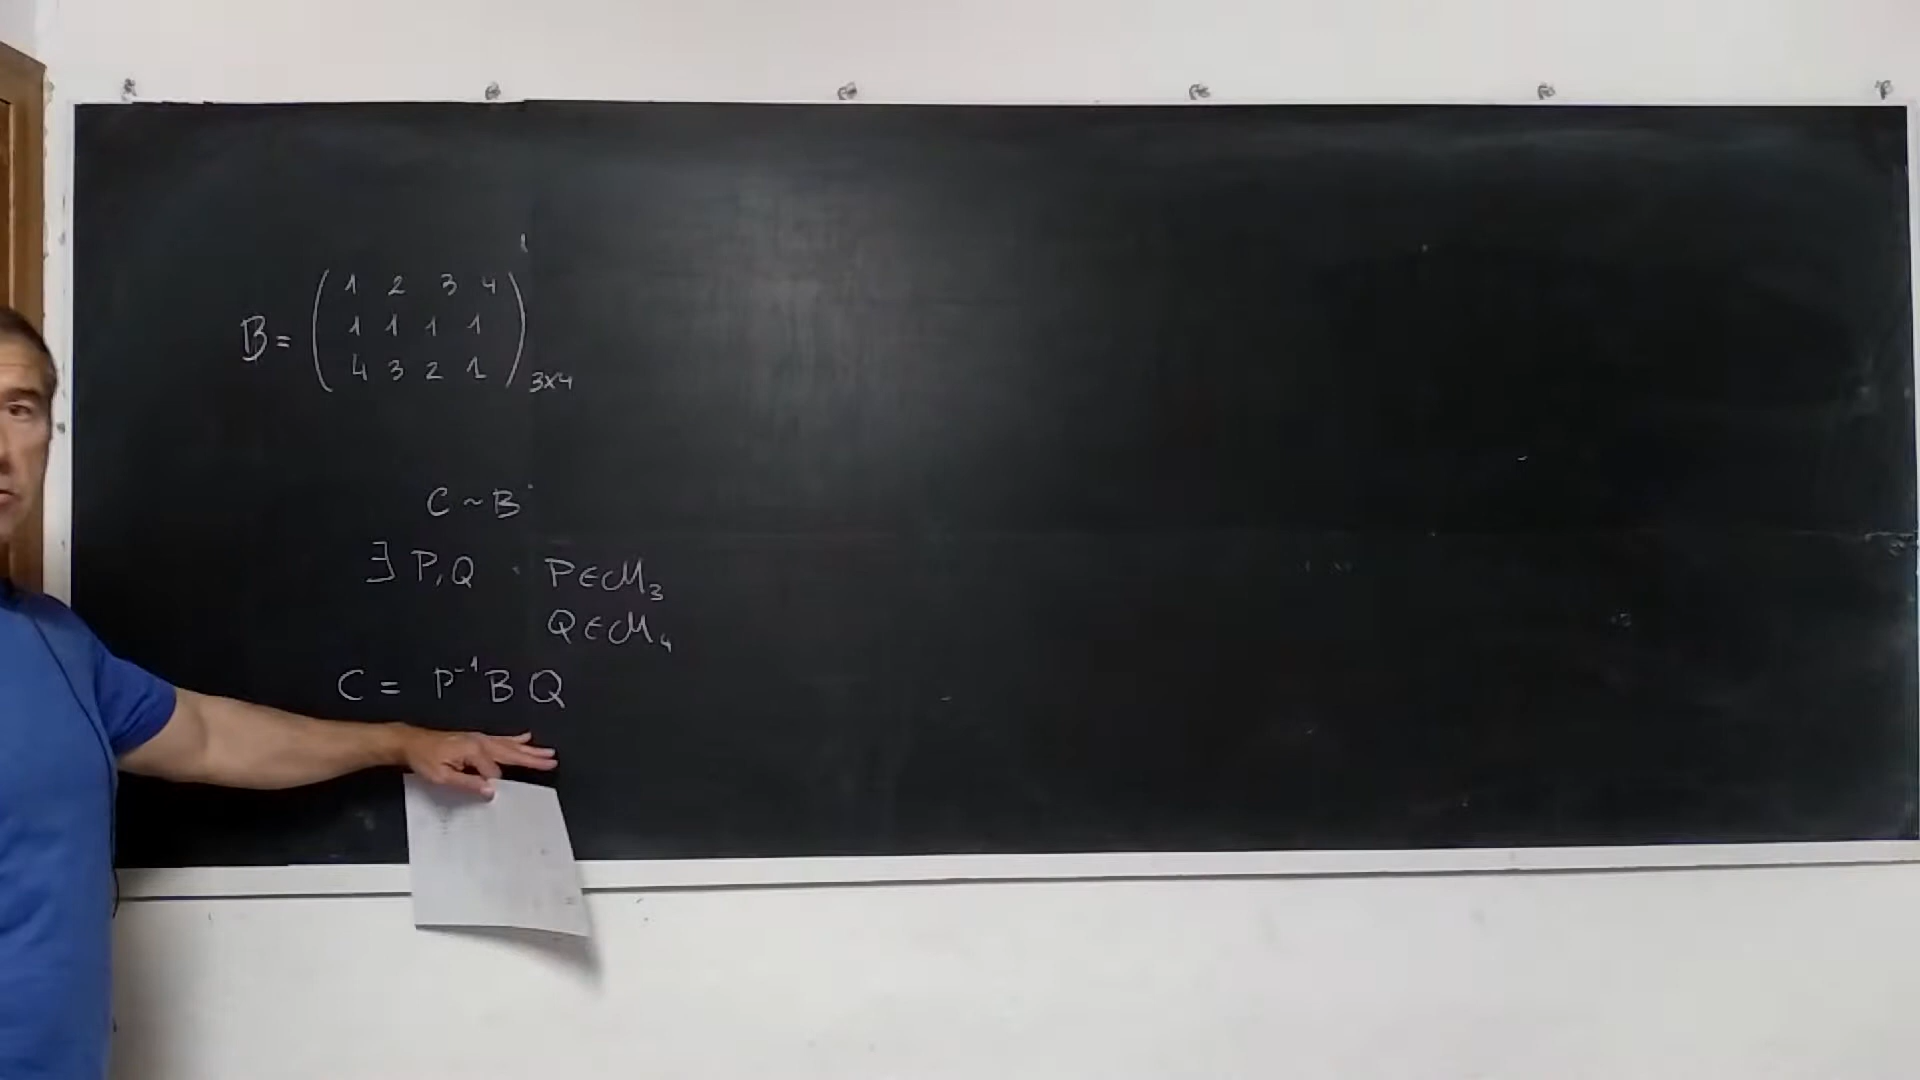 B = ( 1 2 3 4
1 1 1 1
4 3 2 1 ) 3x4
C ~ B
∃ P, Q P ∈ M₃
Q ∈ M₄
C = P⁻¹ B Q